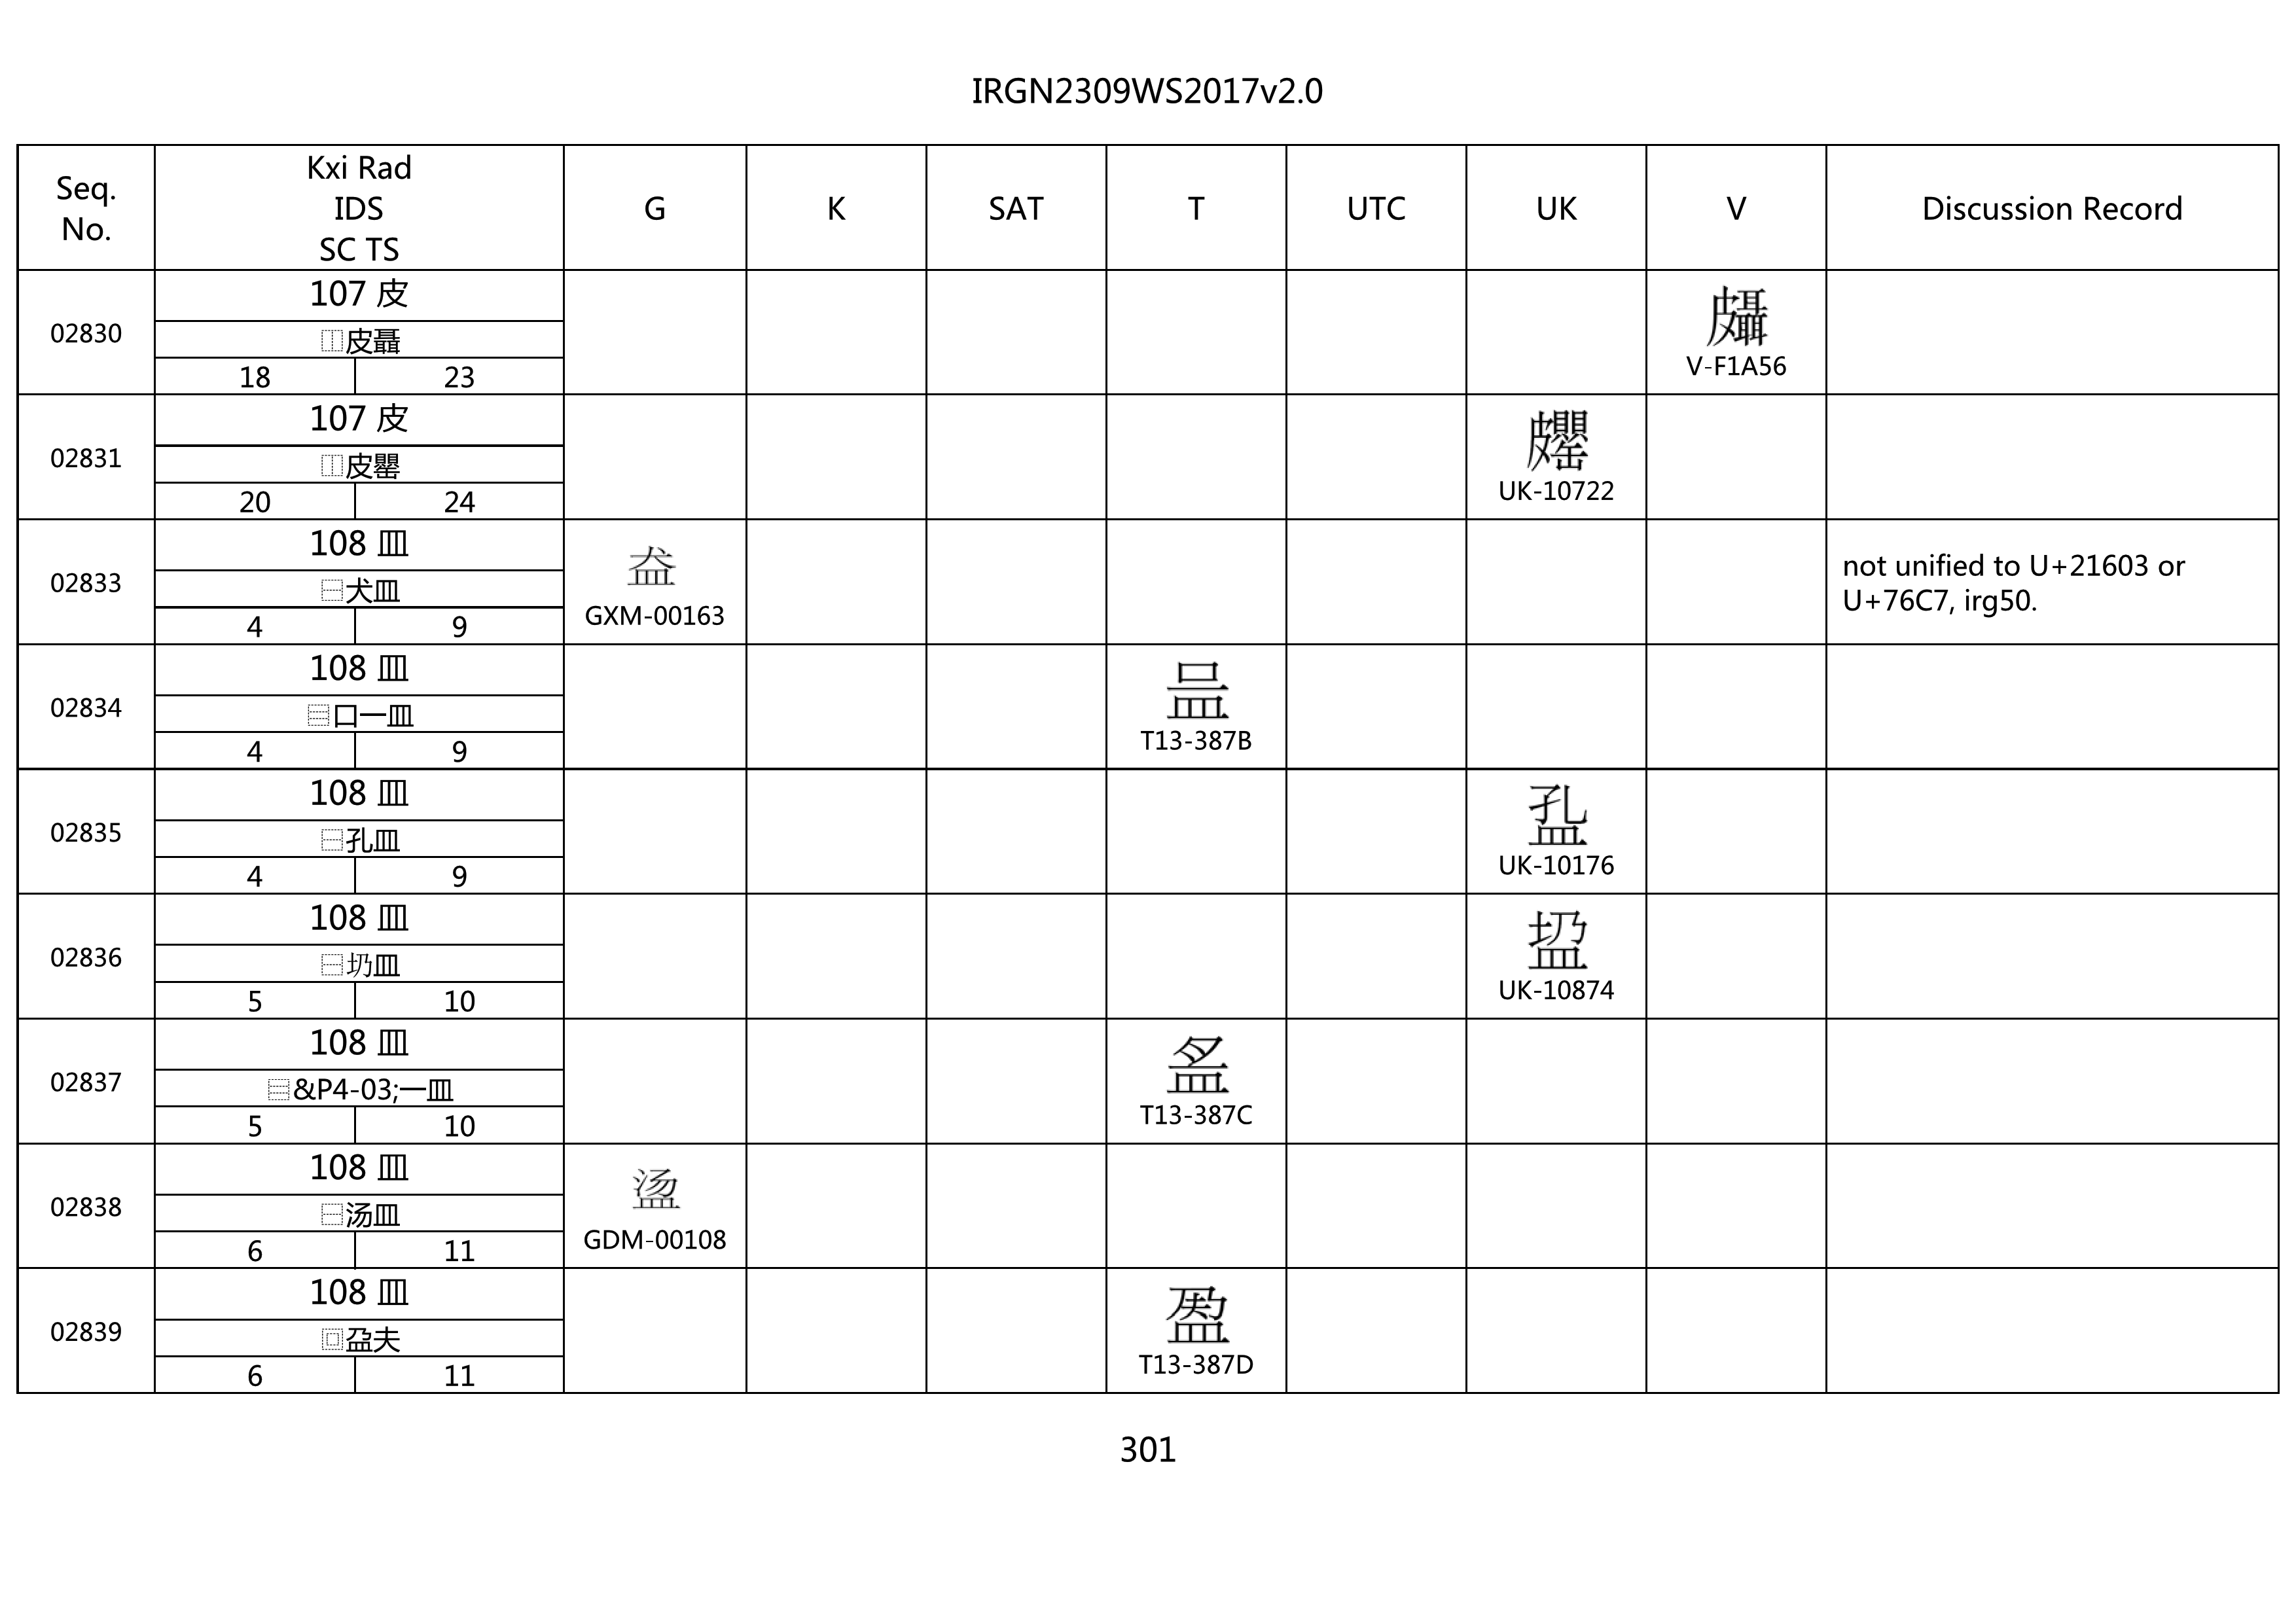 IRGN2309WS2017v2.0
Seq.
No.
Kxi Rad
IDS
SC TS
G
K
SAT
T
UTC
UK
V
Discussion Record
02830
107 皮
⿰皮聶
18 23
V-F1A56
02831
107 皮
⿰皮罌
20 24
UK-10722
02833
108 皿
⿱犬皿
4 9
GXM-00163
not unified to U+21603 or
U+76C7, irg50.
02834
108 皿
⿳口一皿
4 9
T13-387B
02835
108 皿
⿱孔皿
4 9
UK-10176
02836
108 皿
⿱㘦皿
5 10
UK-10874
02837
108 皿
⿳&P4-03;一皿
5 10
T13-387C
02838
108 皿
⿱汤皿
6 11
GDM-00108
02839
108 皿
⿴盁夫
6 11
T13-387D
301